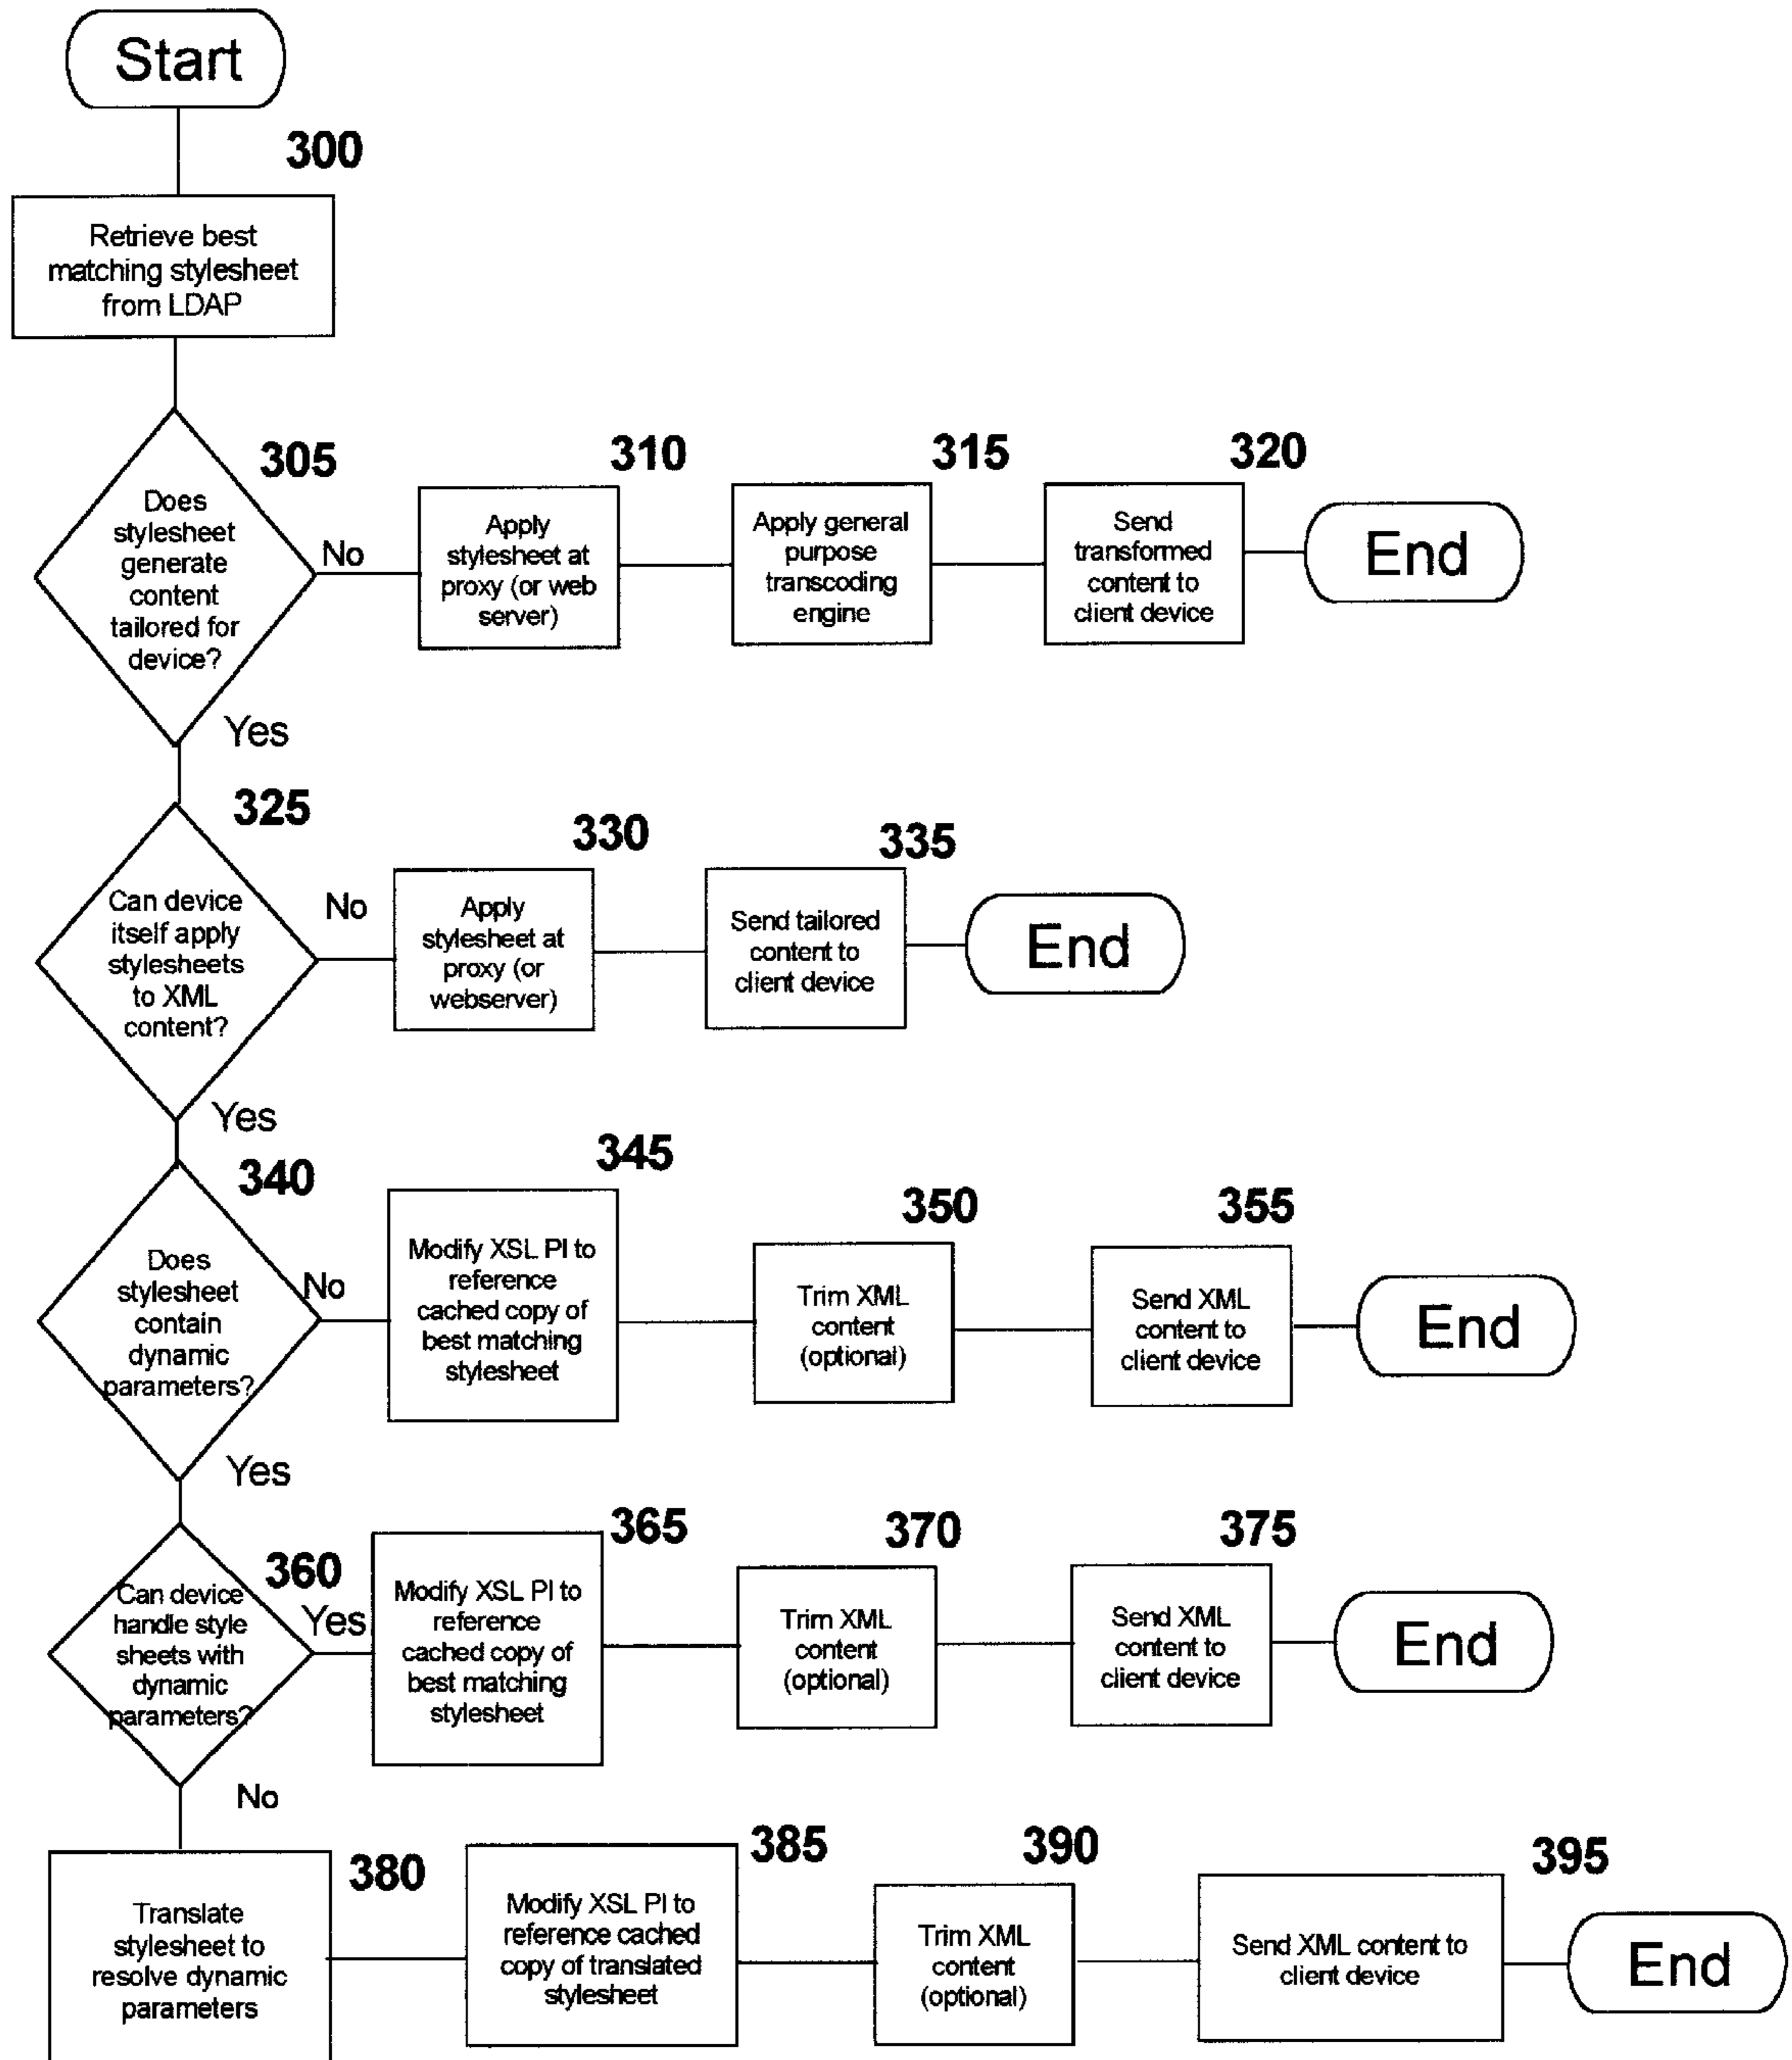 Start
300
Retrieve best
matching stylesheet
from LDAP
305
Does
stylesheet
generate
content
tailored for
device?
No
Yes
310
Apply
stylesheet at
proxy (or web
server)
315
Apply general
purpose
transcoding
engine
320
Send
transformed
content to
client device
End
325
Can device
itself apply
stylesheets
to XML
content?
No
Yes
330
Apply
stylesheet at
proxy (or
webserver)
335
Send tailored
content to
client device
End
340
Does
stylesheet
contain
dynamic
parameters?
No
Yes
345
Modify XSL PI to
reference
cached copy of
best matching
stylesheet
350
Trim XML
content
(optional)
355
Send XML
content to
client device
End
360
Can device
handle style
sheets with
dynamic
parameters?
Yes
No
365
Modify XSL PI to
reference
cached copy of
best matching
stylesheet
370
Trim XML
content
(optional)
375
Send XML
content to
client device
End
380
Translate
stylesheet to
resolve dynamic
parameters
385
Modify XSL PI to
reference cached
copy of translated
stylesheet
390
Trim XML
content
(optional)
395
Send XML content to
client device
End